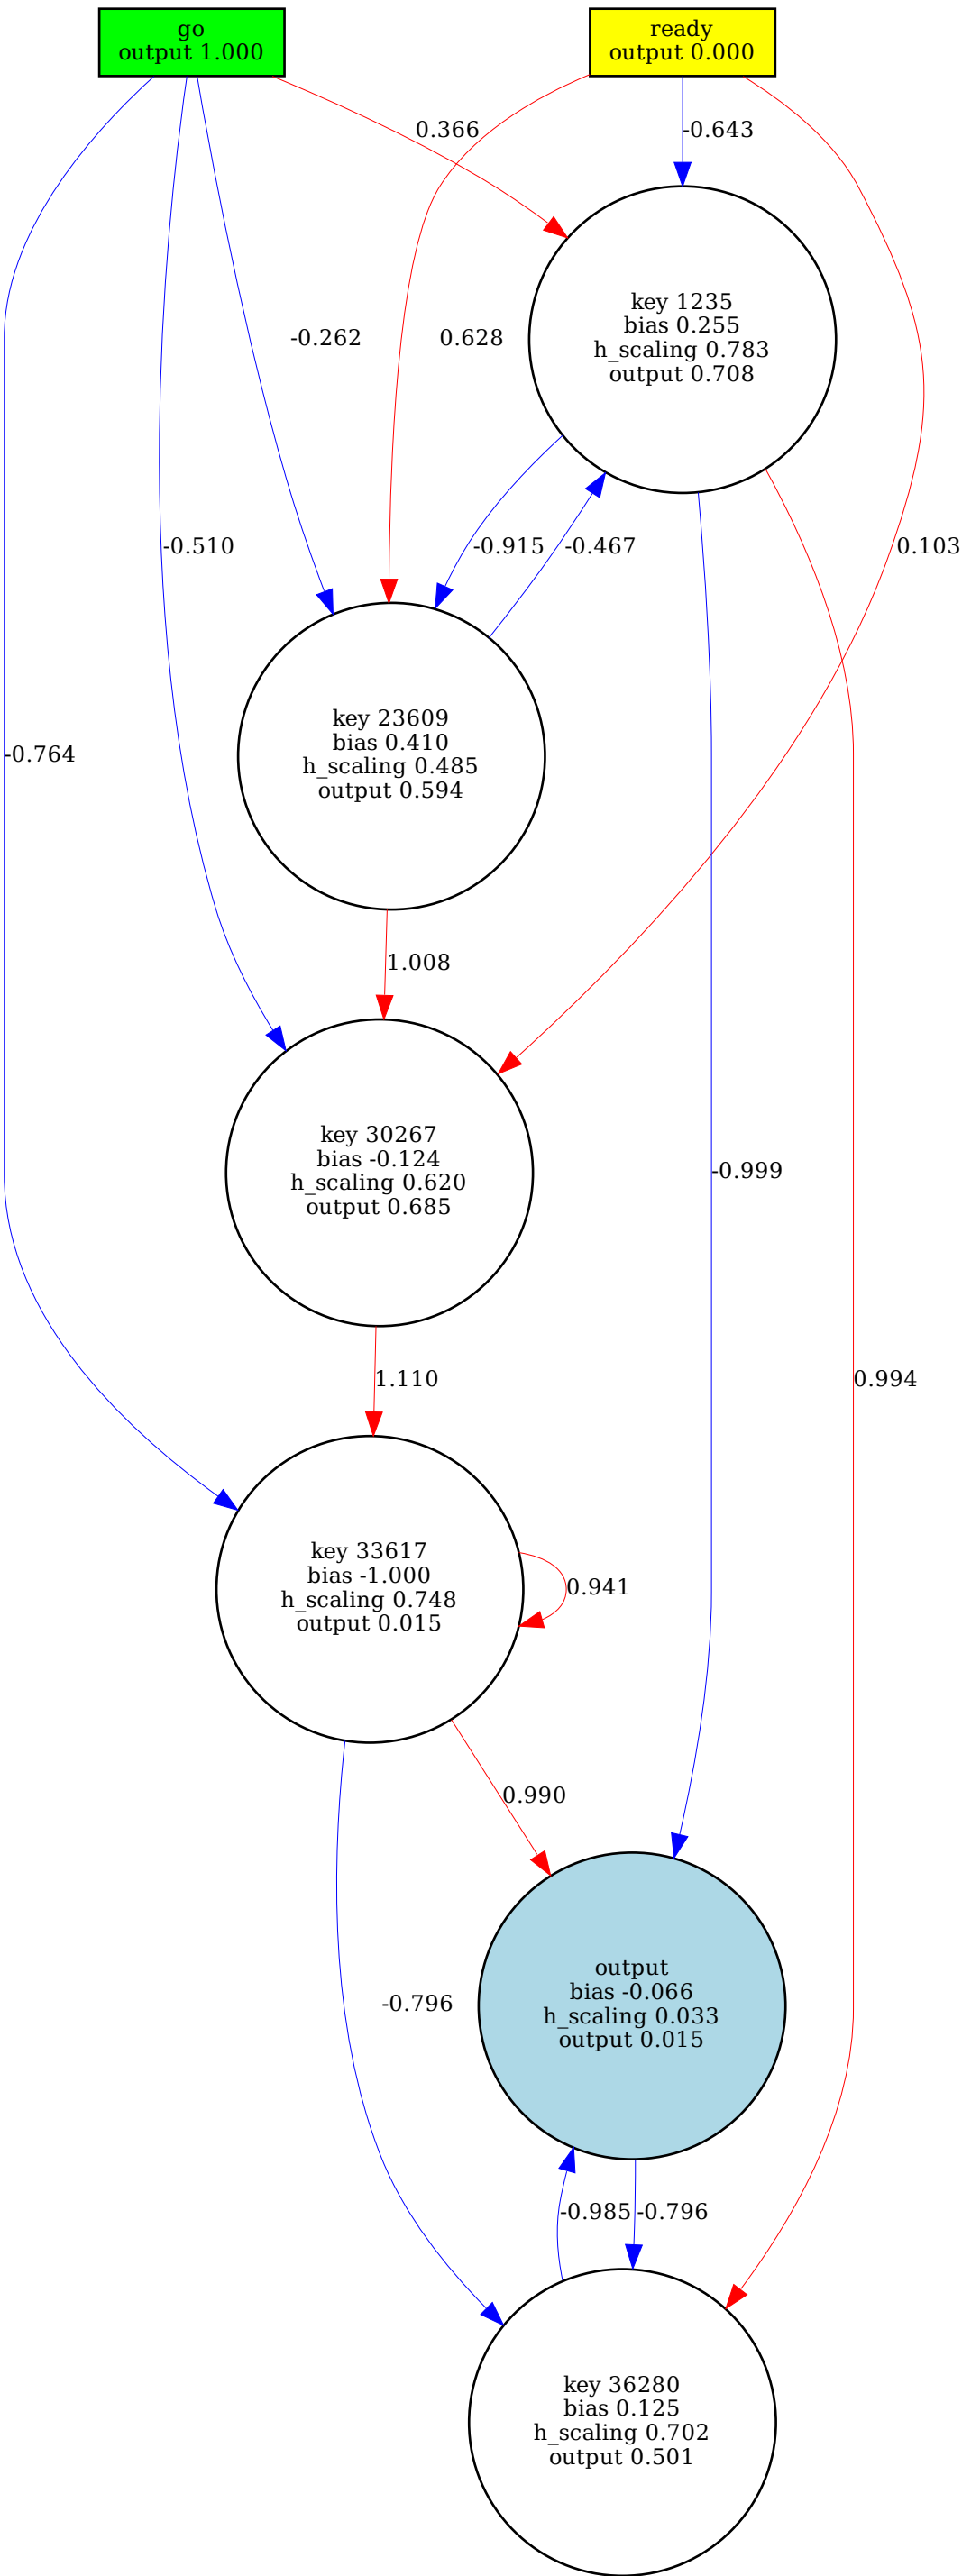 go
output 1.000
ready
output 0.000
0.366
-0.643
key 1235
bias 0.255
h_scaling 0.783
output 0.708
-0.262
0.628
-0.510
-0.915
-0.467
0.103
key 23609
bias 0.410
h_scaling 0.485
output 0.594
-0.764
1.008
key 30267
bias -0.124
h_scaling 0.620
output 0.685
-0.999
1.110
0.994
key 33617
bias -1.000
h_scaling 0.748
output 0.015
0.941
0.990
output
bias -0.066
h_scaling 0.033
output 0.015
-0.796
-0.985
-0.796
key 36280
bias 0.125
h_scaling 0.702
output 0.501